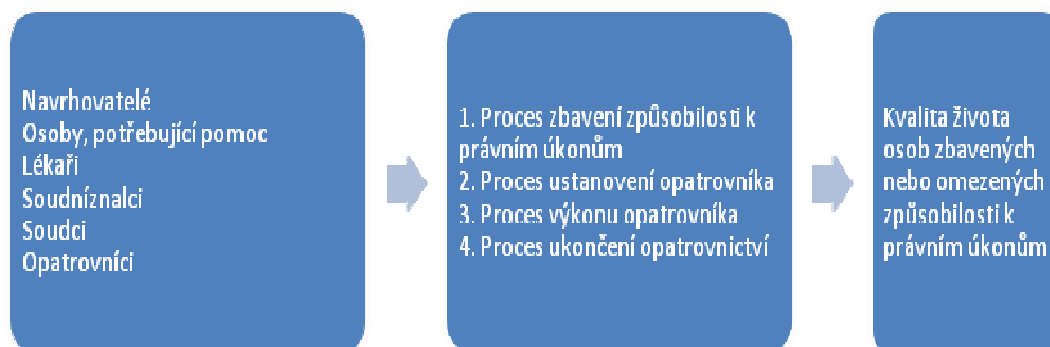 Navrhovatelé
Osoby, potřebující pomoc
Lékaři
Soudníznalci
Soudci
Opatrovníci
1. Proces zbavení způsobilosti k
právním úkonům
2. Proces ustanovení opatrovníka
3. Proces výkonu opatrovníka
4. Proces ukončení opatrovnictví
Kvalita života
osob zbavených
nebo omezených
způsobilosti k
právním úkonům